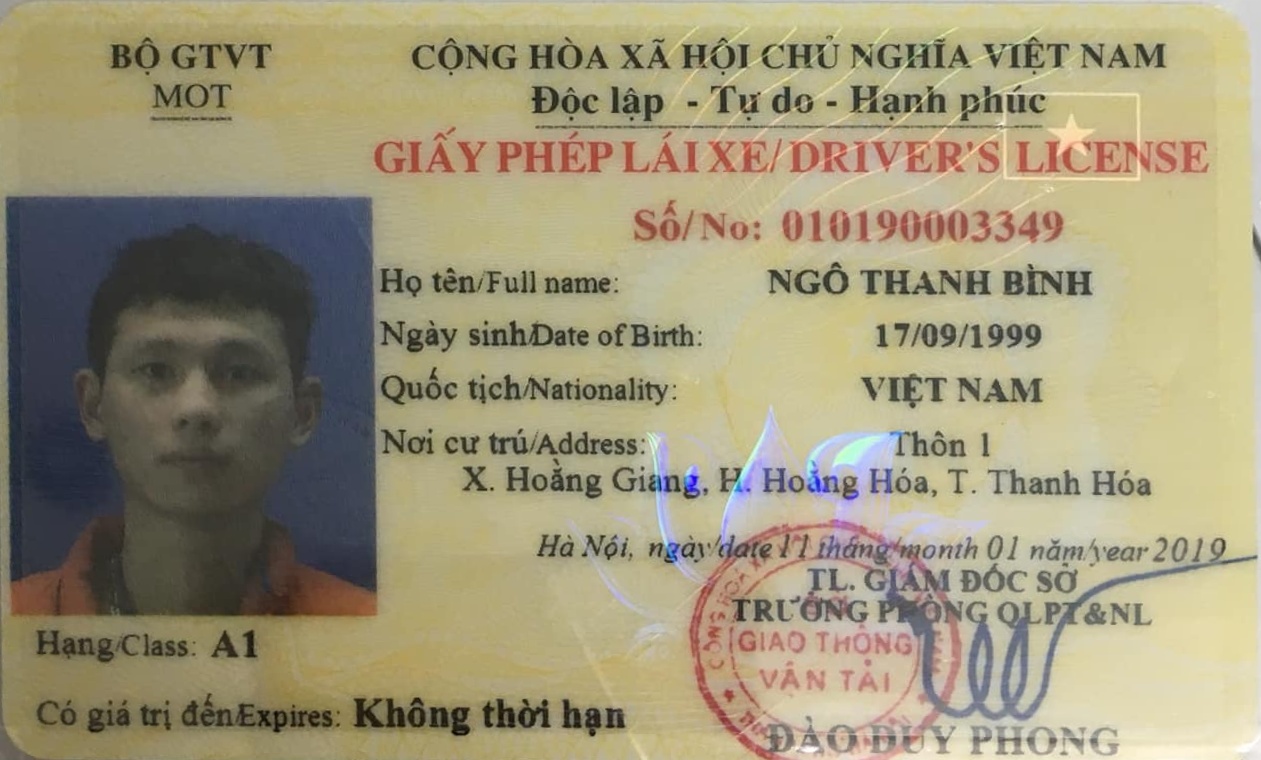 BỘ GTVT
MOT
CỘNG HÒA XÃ HỘI CHỦ NGHĨA VIỆT NAM
Độc lập - Tự do - Hạnh phúc
GIẤY PHÉP LÁI XE/DRIVER'S LICENSE
Số/No: 010190003349
Họ tên/Full name: NGÔ THANH BÌNH
Ngày sinh/Date of Birth: 17/09/1999
Quốc tịch/Nationality: VIỆT NAM
Nơi cư trú/Address: Thôn 1
X. Hoằng Giang, H. Hoằng Hóa, T. Thanh Hóa
Hà Nội, ngày/date 11 tháng/month 01 năm/year 2019
TL. GIÁM ĐỐC SỞ
TRƯỞNG PHÒNG QLPT&NL
GIAO THÔNG
VẬN TẢI
ĐÀO DUY PHONG
Hạng/Class: A1
Có giá trị đến/Expires: Không thời hạn